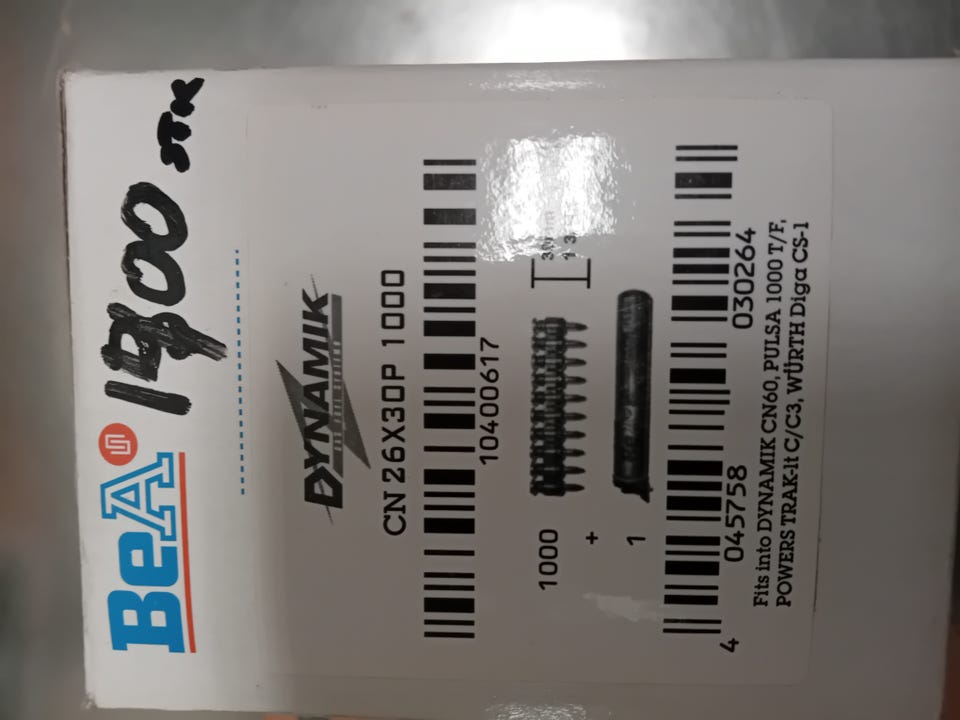 BeA
STK
DYNAMIK
CN 26X30P 1000
10400617
1000
+
1
4 045758 030264
Fits into DYNAMIK CN60, PULSA 1000 T/F,
POWERS TRAK-It C/C3, WÜRTH Diga CS-1